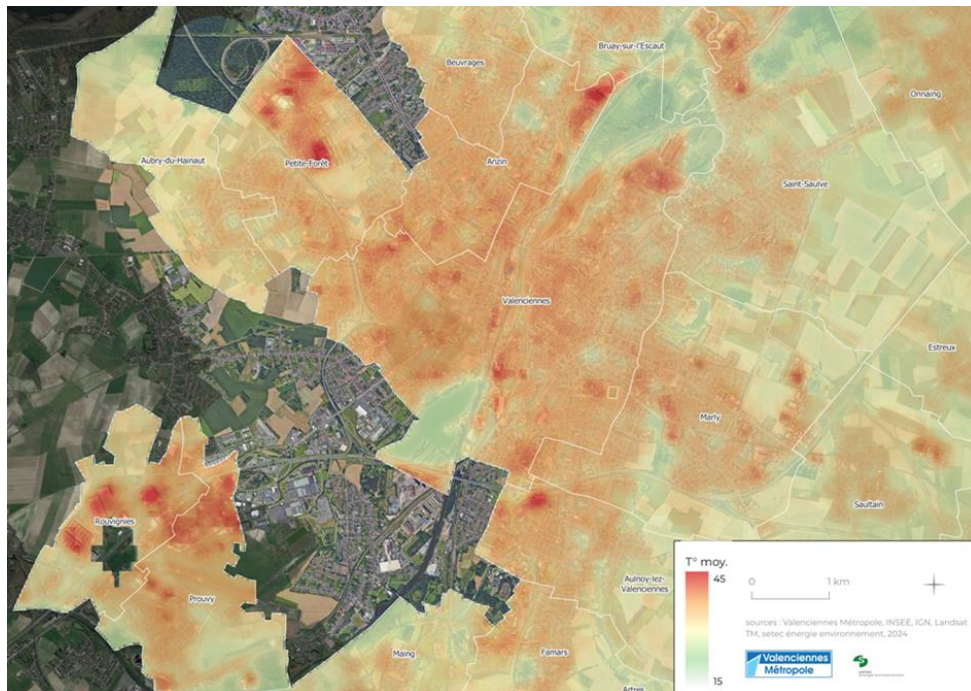 Bruay-sur-l'Escaut
Beuvrages
Onnaing
Aubry-du-Hainaut
Petite-Forêt
Anzin
Saint-Saulve
Valenciennes
Estreux
Marly
Saultain
Rouvignies
Prouvy
Aulnoy-lez-
Valenciennes
Maing
Famars
Artres
T° moy.
45
15
0
1 km
sources : Valenciennes Métropole, INSEE, IGN, Landsat
TM, setec énergie environnement, 2024
Valenciennes
Métropole